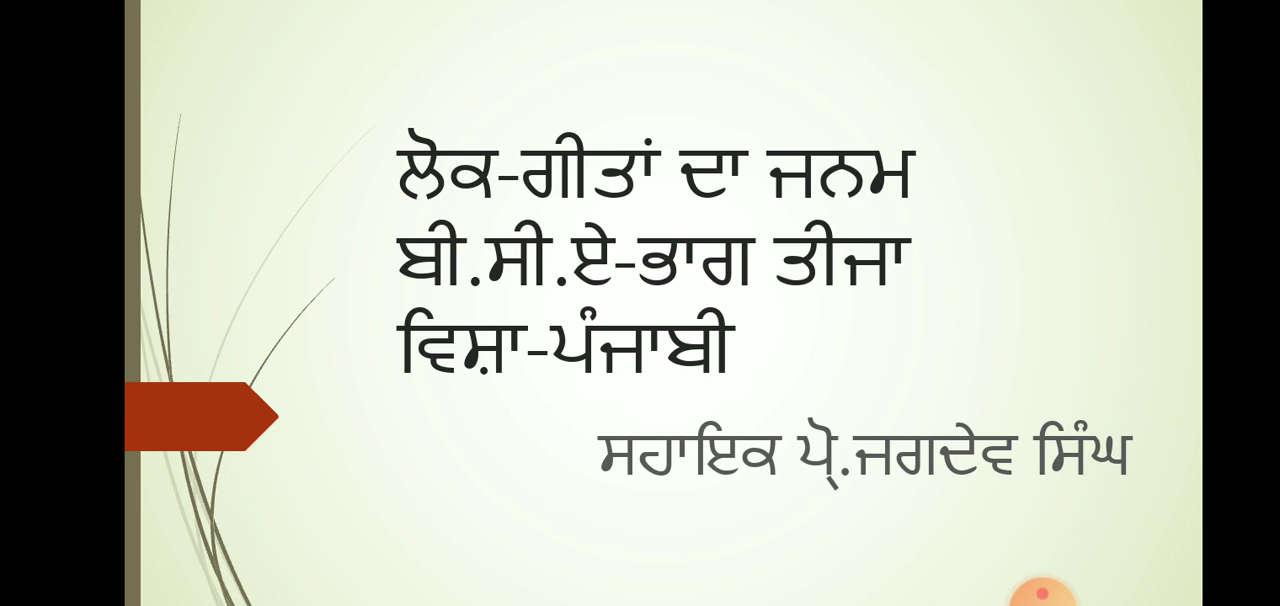 ਲੋਕ-ਗੀਤਾਂ ਦਾ ਜਨਮ
ਬੀ.ਸੀ.ਏ-ਭਾਗ ਤੀਜਾ
ਵਿਸ਼ਾ-ਪੰਜਾਬੀ
ਸਹਾਇਕ ਪ੍ਰੋ.ਜਗਦੇਵ ਸਿੰਘ